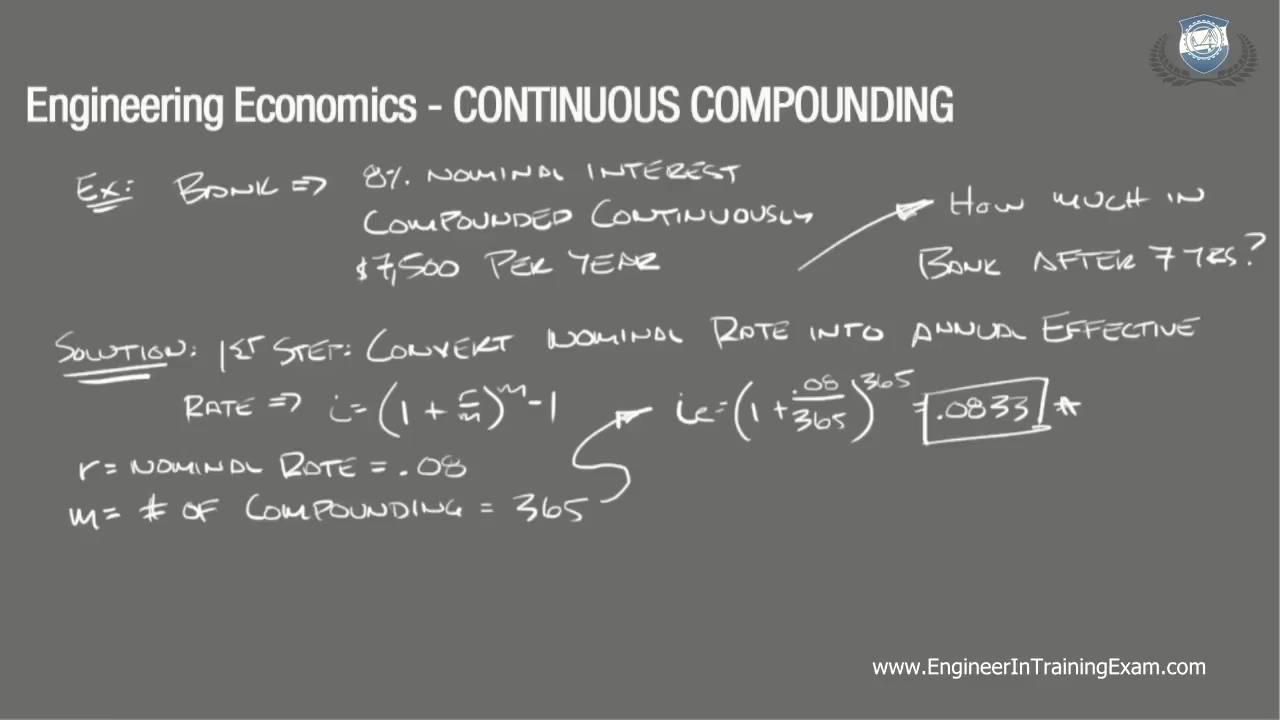 Engineering Economics - CONTINUOUS COMPOUNDING
Ex: BANK => 8% NOMINAL INTEREST
COMPOUNDED CONTINUOUSLY
$7,500 PER YEAR
HOW MUCH IN
BANK AFTER 7 YRS?
SOLUTION: 1ST STEP: CONVERT NOMINAL RATE INTO ANNUAL EFFECTIVE
RATE => i = (1 + r/m)^m - 1
ie = (1 + .08/365)^365 = .0833 *
r = NOMINAL RATE = .08
m = # OF COMPOUNDING = 365
www.EngineerInTrainingExam.com